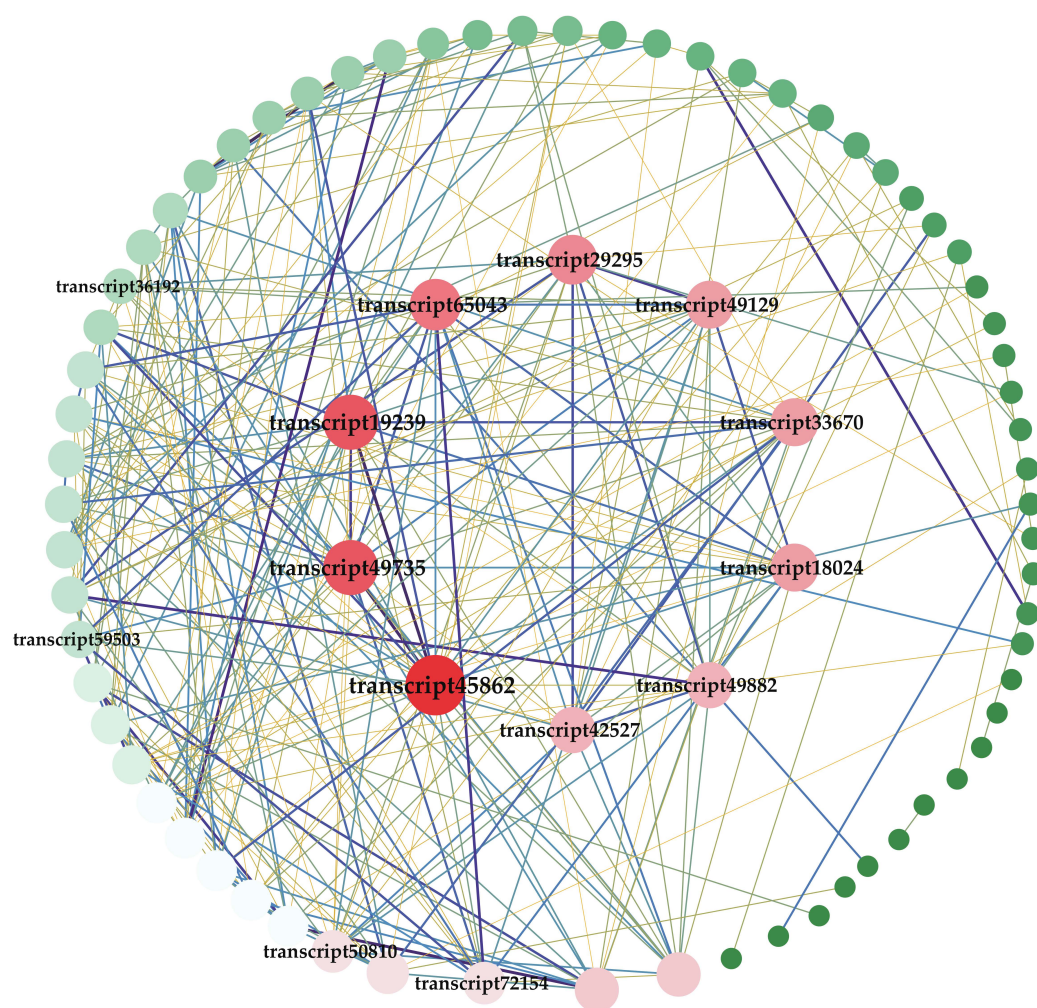 transcript29295
transcript36192
transcript65043
transcript49129
transcript19239
transcript33670
transcript49735
transcript18024
transcript59503
transcript45862
transcript49882
transcript42527
transcript50810
transcript72154